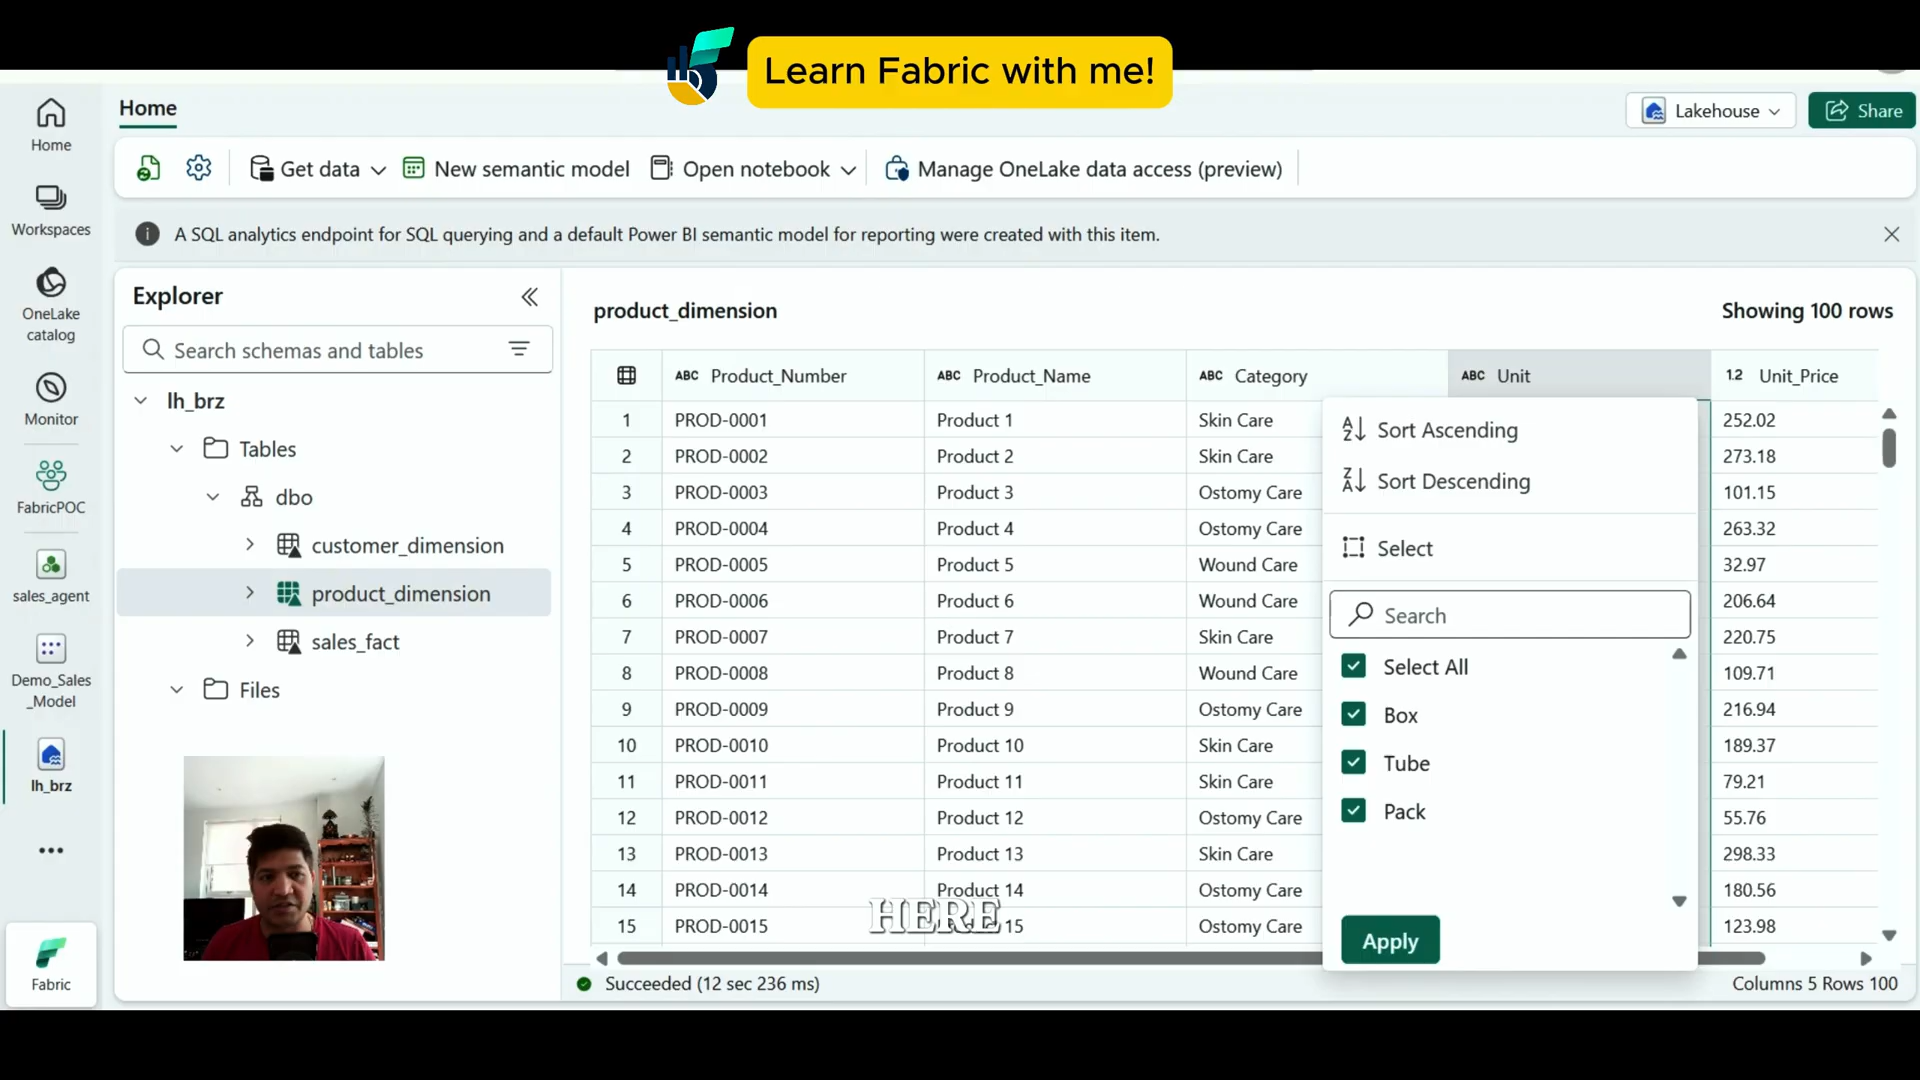 Learn Fabric with me!
Home
Lakehouse
Share
Get data
New semantic model
Open notebook
Manage OneLake data access (preview)
A SQL analytics endpoint for SQL querying and a default Power BI semantic model for reporting were created with this item.
Home
Workspaces
OneLake
catalog
Monitor
FabricPOC
sales_agent
Demo_Sales
_Model
lh_brz
Fabric
Explorer
Search schemas and tables
lh_brz
Tables
dbo
customer_dimension
product_dimension
sales_fact
Files
product_dimension
Showing 100 rows
ABC Product_Number ABC Product_Name ABC Category ABC Unit 1.2 Unit_Price
1 PROD-0001 Product 1 Skin Care 252.02
2 PROD-0002 Product 2 Skin Care 273.18
3 PROD-0003 Product 3 Ostomy Care 101.15
4 PROD-0004 Product 4 Ostomy Care 263.32
5 PROD-0005 Product 5 Wound Care 32.97
6 PROD-0006 Product 6 Wound Care 206.64
7 PROD-0007 Product 7 Skin Care 220.75
8 PROD-0008 Product 8 Wound Care 109.71
9 PROD-0009 Product 9 Ostomy Care 216.94
10 PROD-0010 Product 10 Skin Care 189.37
11 PROD-0011 Product 11 Skin Care 79.21
12 PROD-0012 Product 12 Ostomy Care 55.76
13 PROD-0013 Product 13 Skin Care 298.33
14 PROD-0014 Product 14 Ostomy Care 180.56
15 PROD-0015 15 Ostomy Care 123.98
HERE
Sort Ascending
Sort Descending
Select
Search
Select All
Box
Tube
Pack
Apply
Succeeded (12 sec 236 ms)
Columns 5 Rows 100